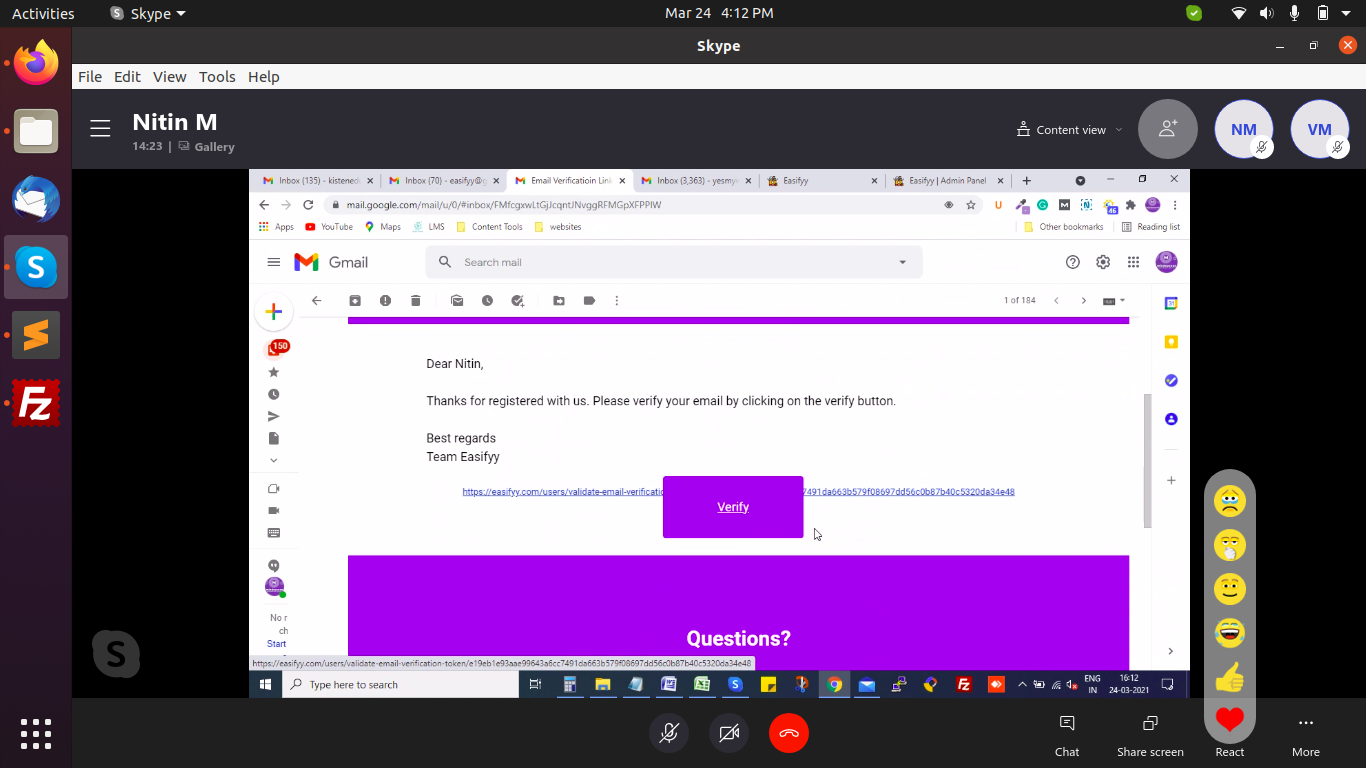 Activities
Skype
Mar 24 4:12 PM
Skype
File Edit View Tools Help
Nitin M
14:23 | Gallery
Content view
NM
VM
Inbox (135) - kistened
Inbox (70) - easifyy@g
Email Verificatioin Link
Inbox (3,363) - yesmy
Easifyy
Easifyy | Admin Panel
mail.google.com/mail/u/0/#inbox/FMfcgxwLtGjJcqntJNvggRFMGpXFPPlW
U
M
N
46
Apps YouTube Maps LMS Content Tools websites
Other bookmarks Reading list
Gmail
Search mail
1 of 184
31
150
Dear Nitin,
Thanks for registered with us. Please verify your email by clicking on the verify button.
Best regards
Team Easifyy
https://easifyy.com/users/validate-email-verificatio
7491da663b579f08697dd56c0b87b40c5320da34e48
Verify
No r
ch
Start
Questions?
https://easifyy.com/users/validate-email-verification-token/e19eb1e93aae99643a6cc7491da663b579f08697dd56c0b87b40c5320da34e48
Type here to search
ENG
IN
16:12
24-03-2021
Chat
Share screen
React
More